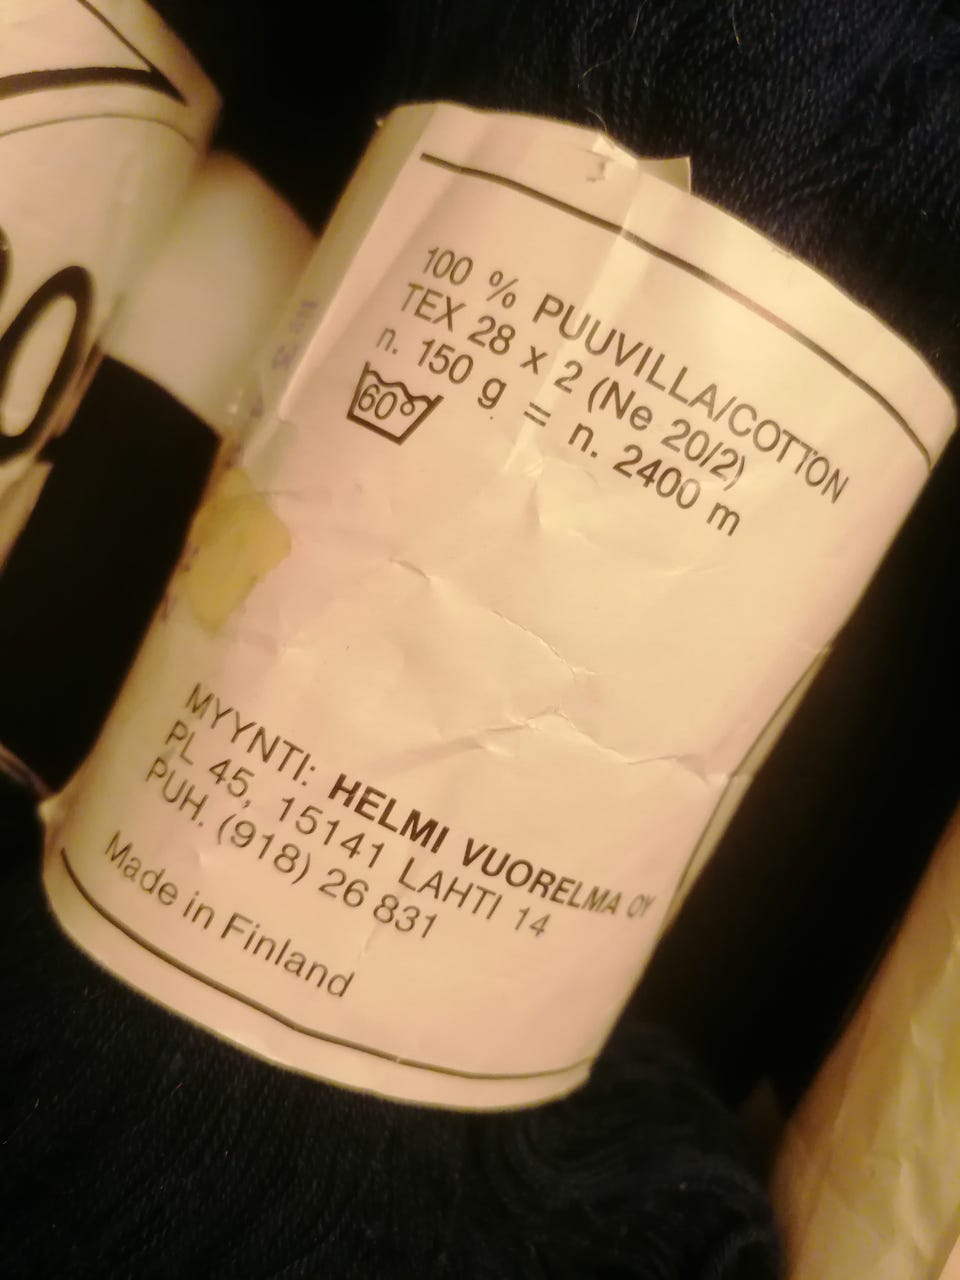 100 % PUUVILLA/COTTON
TEX 28 x 2 (Ne 20/2)
n. 150 g = n. 2400 m
60°
MYYNTI: HELMI VUORELMA OY
PL 45, 15141 LAHTI 14
PUH. (918) 26 831
Made in Finland